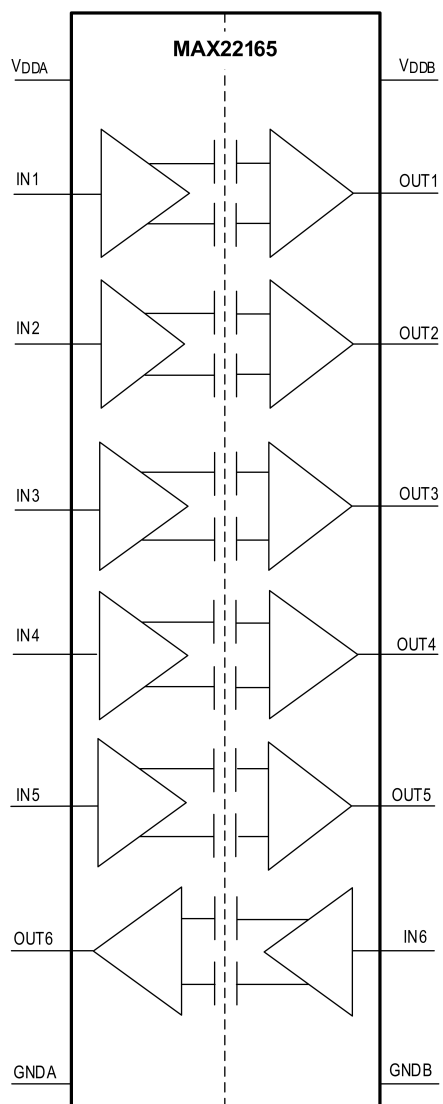 MAX22165
VDDA
VDDB
IN1
OUT1
IN2
OUT2
IN3
OUT3
IN4
OUT4
IN5
OUT5
OUT6
IN6
GNDA
GNDB